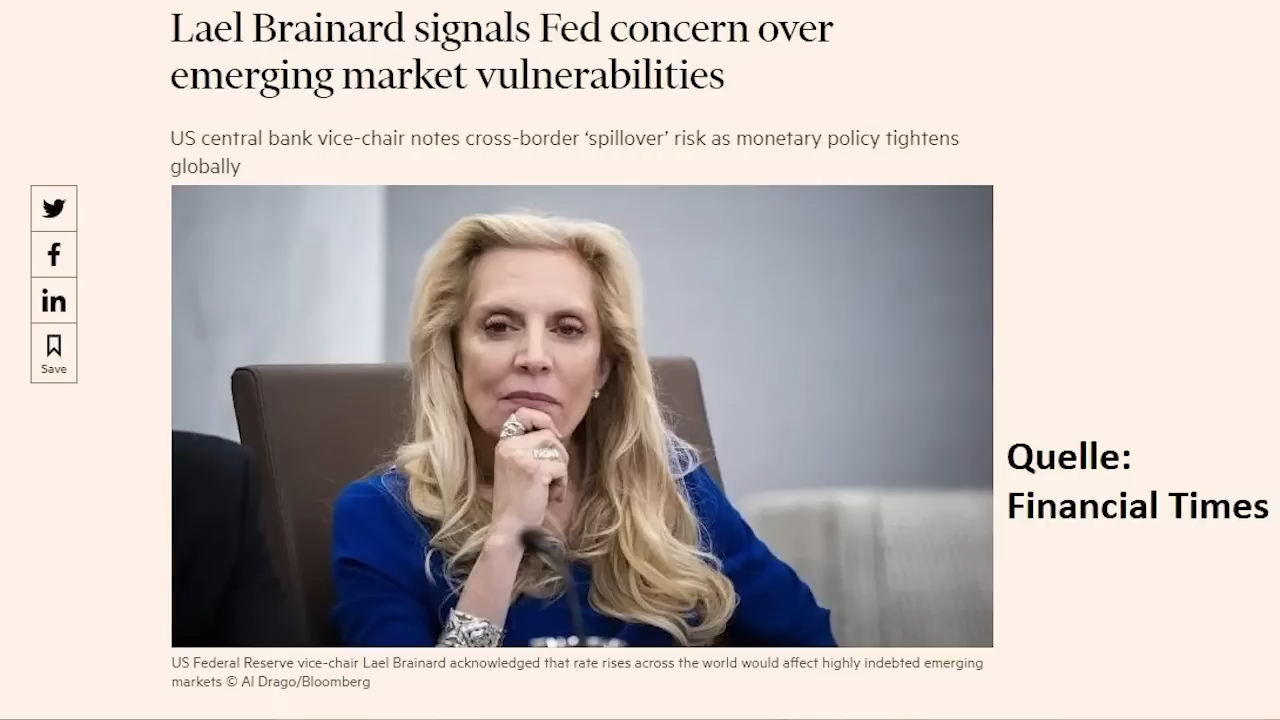 Lael Brainard signals Fed concern over
emerging market vulnerabilities
US central bank vice-chair notes cross-border ‘spillover’ risk as monetary policy tightens
globally
f
in
Save
Quelle:
Financial Times
US Federal Reserve vice-chair Lael Brainard acknowledged that rate rises across the world would affect highly indebted emerging
markets © Al Drago/Bloomberg